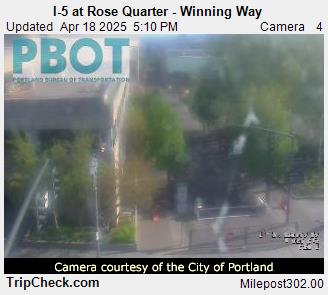 I-5 at Rose Quarter - Winning Way
Updated Apr 18 2025 5:10 PM Camera 4
PBOT
PORTLAND BUREAU OF TRANSPORTATION
Camera courtesy of the City of Portland
TripCheck.com Milepost302.00